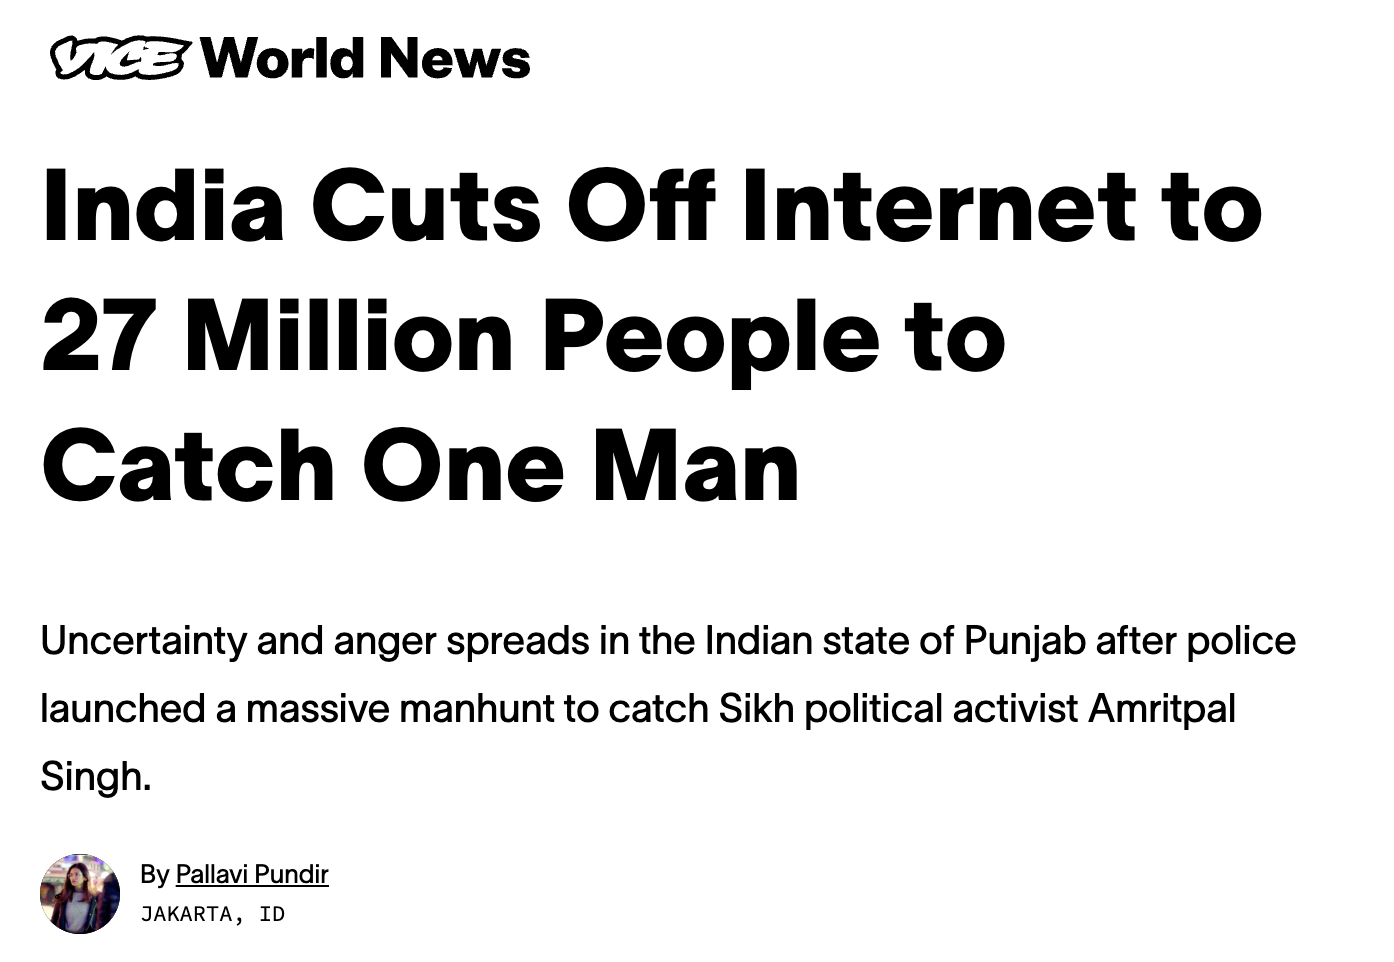 VICE World News
India Cuts Off Internet to
27 Million People to
Catch One Man
Uncertainty and anger spreads in the Indian state of Punjab after police
launched a massive manhunt to catch Sikh political activist Amritpal
Singh.
By Pallavi Pundir
JAKARTA, ID